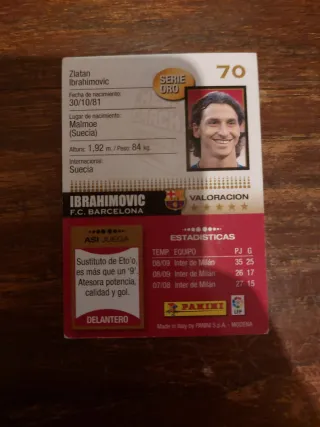 Zlatan
Ibrahimovic
SERIE
ORO
70
Fecha de nacimiento:
30/10/81
Lugar de nacimiento:
Malmoe
(Suecia)
Altura: 1,92 m. / Peso: 84 kg.
Internacional:
Suecia
IBRAHIMOVIC
F.C. BARCELONA
VALORACION
ASI JUEGA
Sustituto de Eto'o,
es más que un '9'.
Atesora potencia,
calidad y gol.
DELANTERO
ESTADISTICAS
TEMP. EQUIPO PJ G
08/09 Inter de Milán 35 25
08/09 Inter de Milán 26 17
07/08 Inter de Milán 27 15
PANINI
LFP
Made in Italy by PANINI S.p.A.